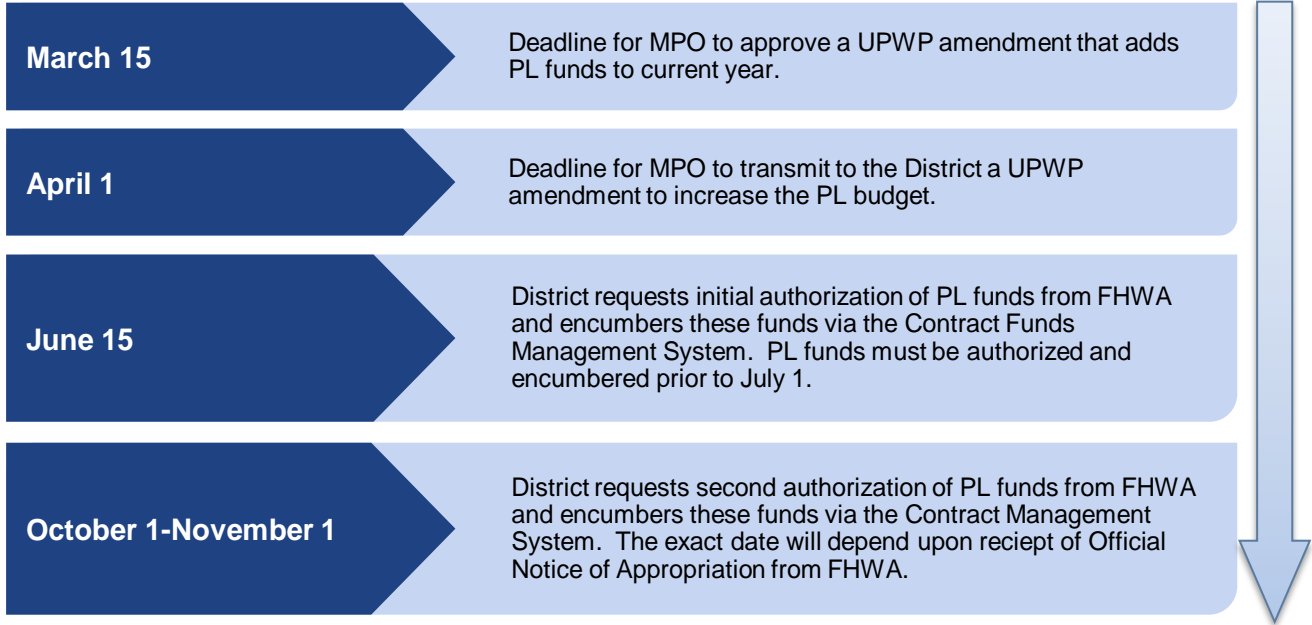 March 15
Deadline for MPO to approve a UPWP amendment that adds
PL funds to current year.
April 1
Deadline for MPO to transmit to the District a UPWP
amendment to increase the PL budget.
June 15
District requests initial authorization of PL funds from FHWA
and encumbers these funds via the Contract Funds
Management System. PL funds must be authorized and
encumbered prior to July 1.
October 1-November 1
District requests second authorization of PL funds from FHWA
and encumbers these funds via the Contract Management
System. The exact date will depend upon reciept of Official
Notice of Appropriation from FHWA.